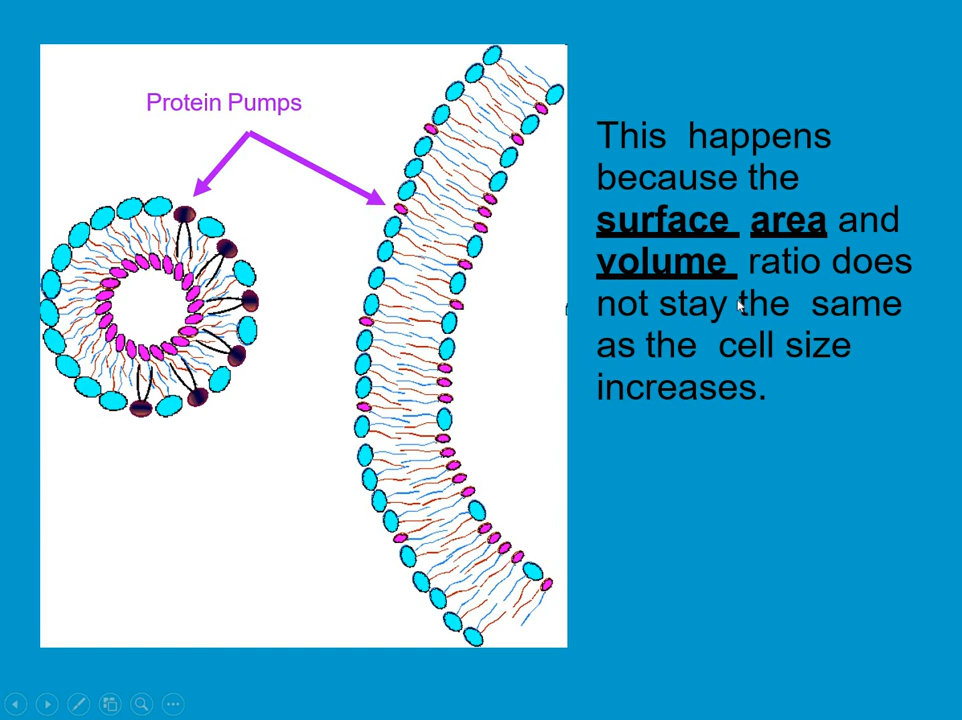 Protein Pumps
This happens
because the
surface area and
volume ratio does
not stay the same
as the cell size
increases.